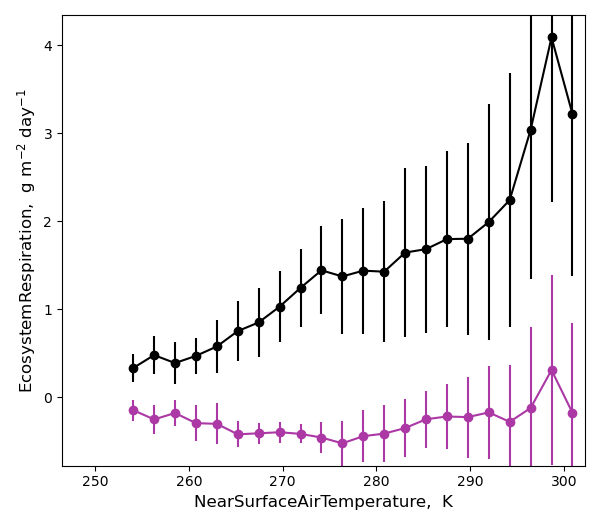 4
3
2
1
0
EcosystemRespiration, g m⁻² day⁻¹
250 260 270 280 290 300
NearSurfaceAirTemperature, K